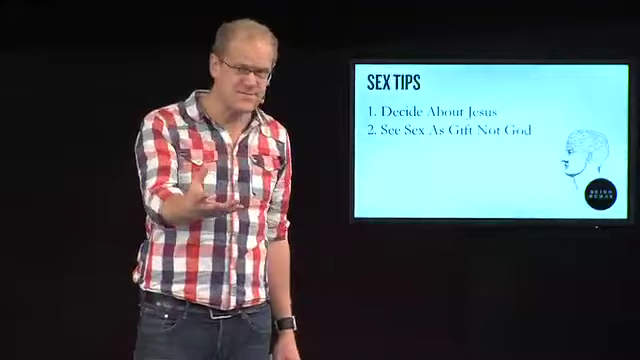 SEX TIPS
1. Decide About Jesus
2. See Sex As Gift Not God
BEING
HUMAN